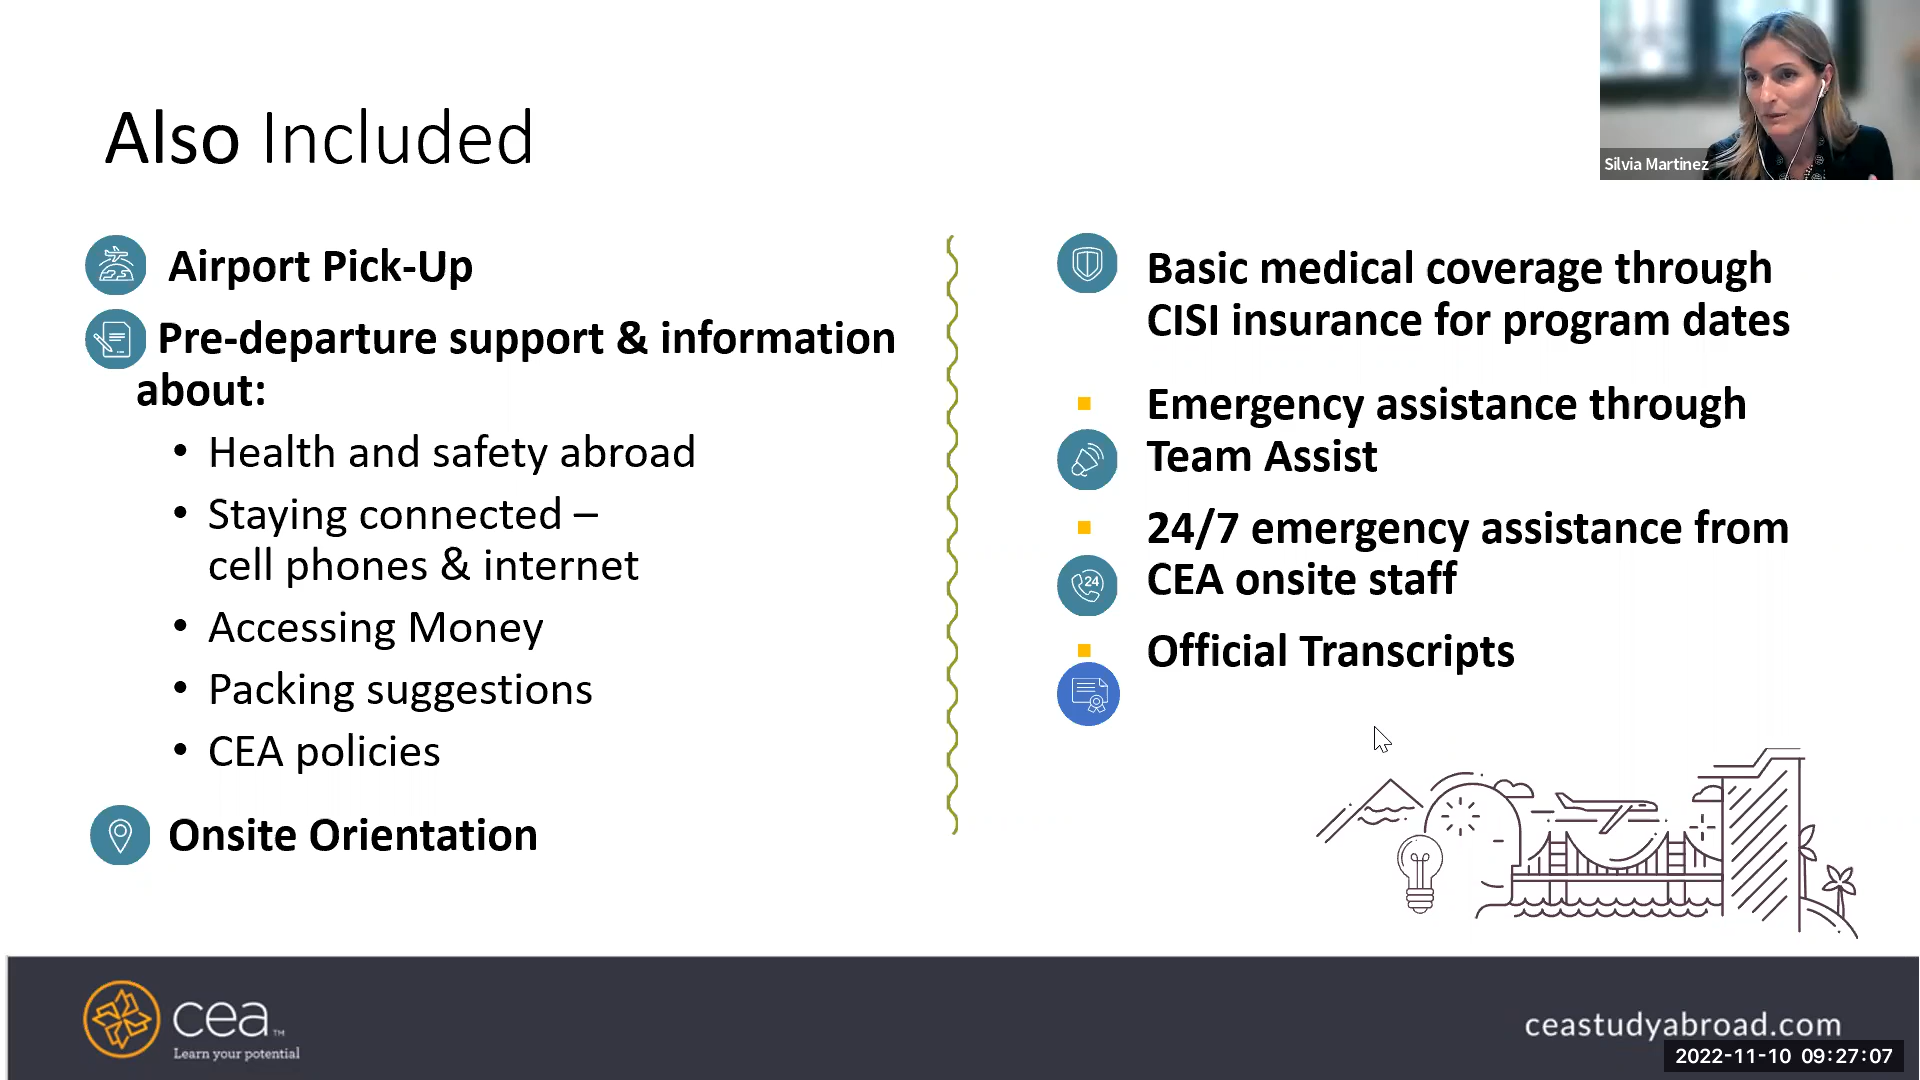 Also Included
Silvia Martinez
Airport Pick-Up
Pre-departure support & information
about:
• Health and safety abroad
• Staying connected –
cell phones & internet
• Accessing Money
• Packing suggestions
• CEA policies
Onsite Orientation
Basic medical coverage through
CISI insurance for program dates
Emergency assistance through
Team Assist
24/7 emergency assistance from
24
CEA onsite staff
Official Transcripts
cea™
Learn your potential
ceastudyabroad.com
2022-11-10 09:27:07